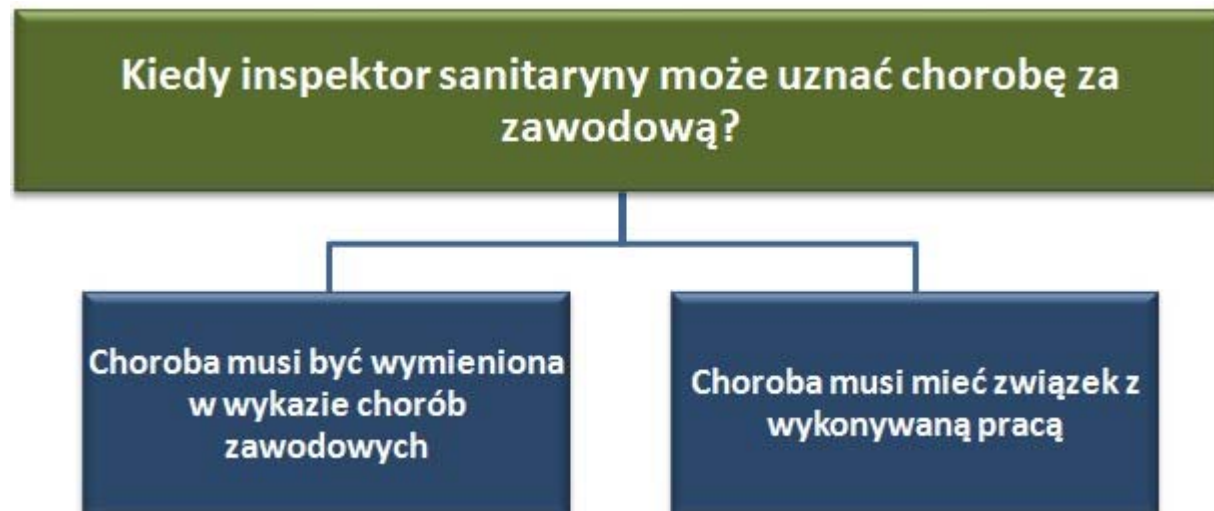 Kiedy inspektor sanitaryny może uznać chorobę za
zawodową?
Choroba musi być wymieniona
w wykazie chorób
zawodowych
Choroba musi mieć związek z
wykonywaną pracą